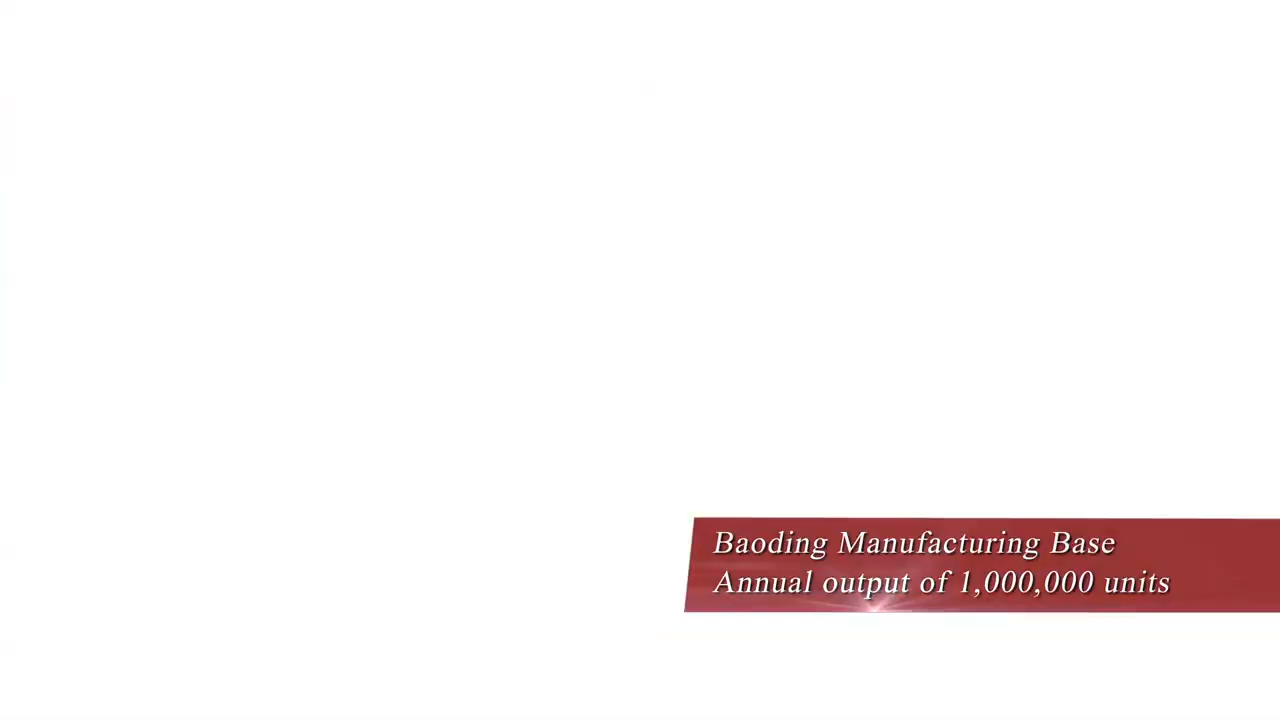 Baoding Manufacturing Base
Annual output of 1,000,000 units